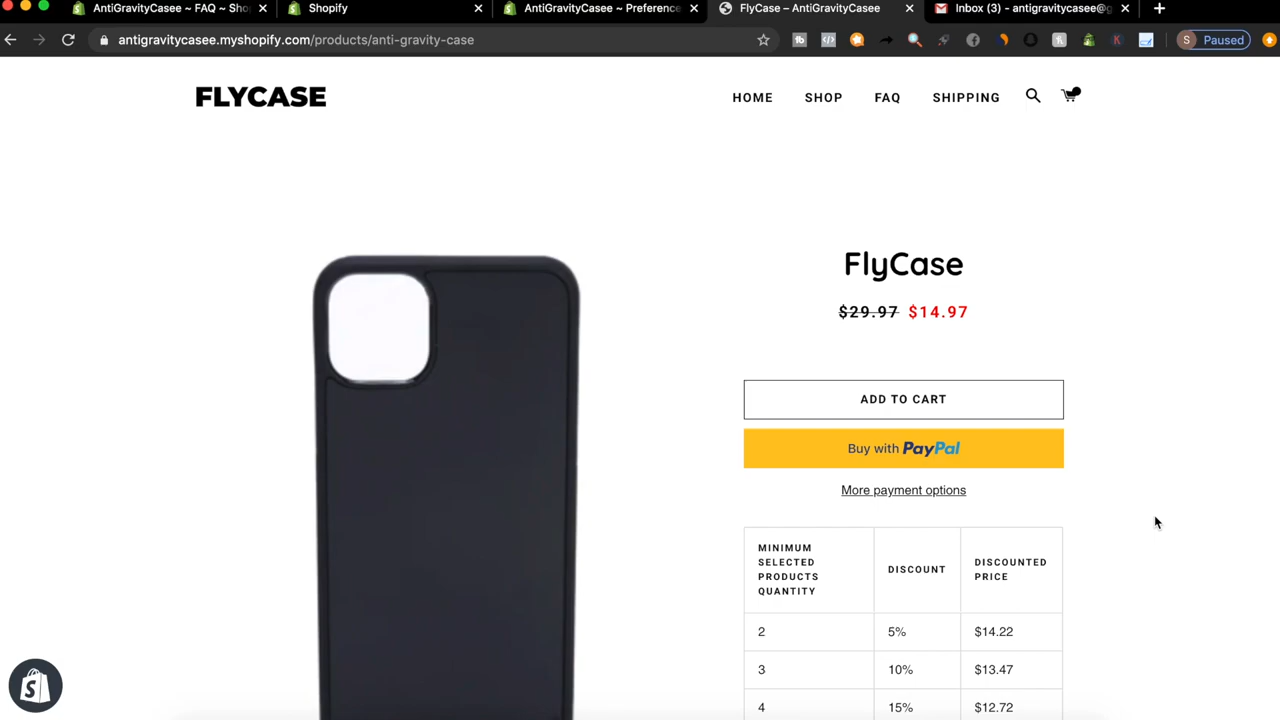 AntiGravityCasee ~ FAQ ~ Sho
Shopify
AntiGravityCasee ~ Preference
FlyCase – AntiGravityCasee
Inbox (3) - antigravitycasee@g
antigravitycasee.myshopify.com/products/anti-gravity-case
S Paused
FLYCASE
HOME SHOP FAQ SHIPPING
FlyCase
$29.97 $14.97
ADD TO CART
Buy with PayPal
More payment options
MINIMUM
SELECTED
PRODUCTS
QUANTITY
DISCOUNT
DISCOUNTED
PRICE
2 5% $14.22
3 10% $13.47
4 15% $12.72